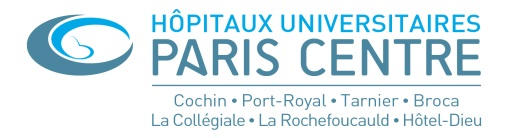 HÔPITAUX UNIVERSITAIRES
PARIS CENTRE
Cochin • Port-Royal • Tarnier • Broca
La Collégiale • La Rochefoucauld • Hôtel-Dieu